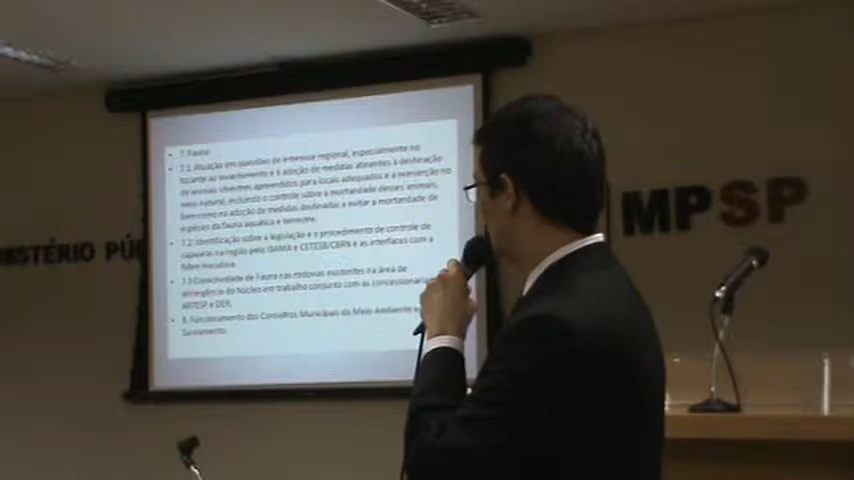 • 7. Fauna:
• 7.1. Atuação em questões de interesse regional, especialmente no
tocante ao levantamento e à adoção de medidas atinentes à destinação
de animais silvestres apreendidos para locais adequados e a reinserção no
meio natural, incluindo o controle sobre a mortandade desses animais,
bem como na adoção de medidas destinadas a evitar a mortandade de
espécies da fauna aquática e terrestre.
• 7.2. Identificação sobre a legislação e o procedimento de controle de
capivaras na região pelo IBAMA e CETESB/CBRN e as interfaces com a
febre maculosa.
• 7.3 Conectividade de Fauna nas rodovias existentes na área de
abrangência do Núcleo em trabalho conjunto com as concessionárias
ARTESP e DER.
• 8. Funcionamento dos Conselhos Municipais do Meio Ambiente
Saneamento.
NISTÉRIO PÚB
MPSP